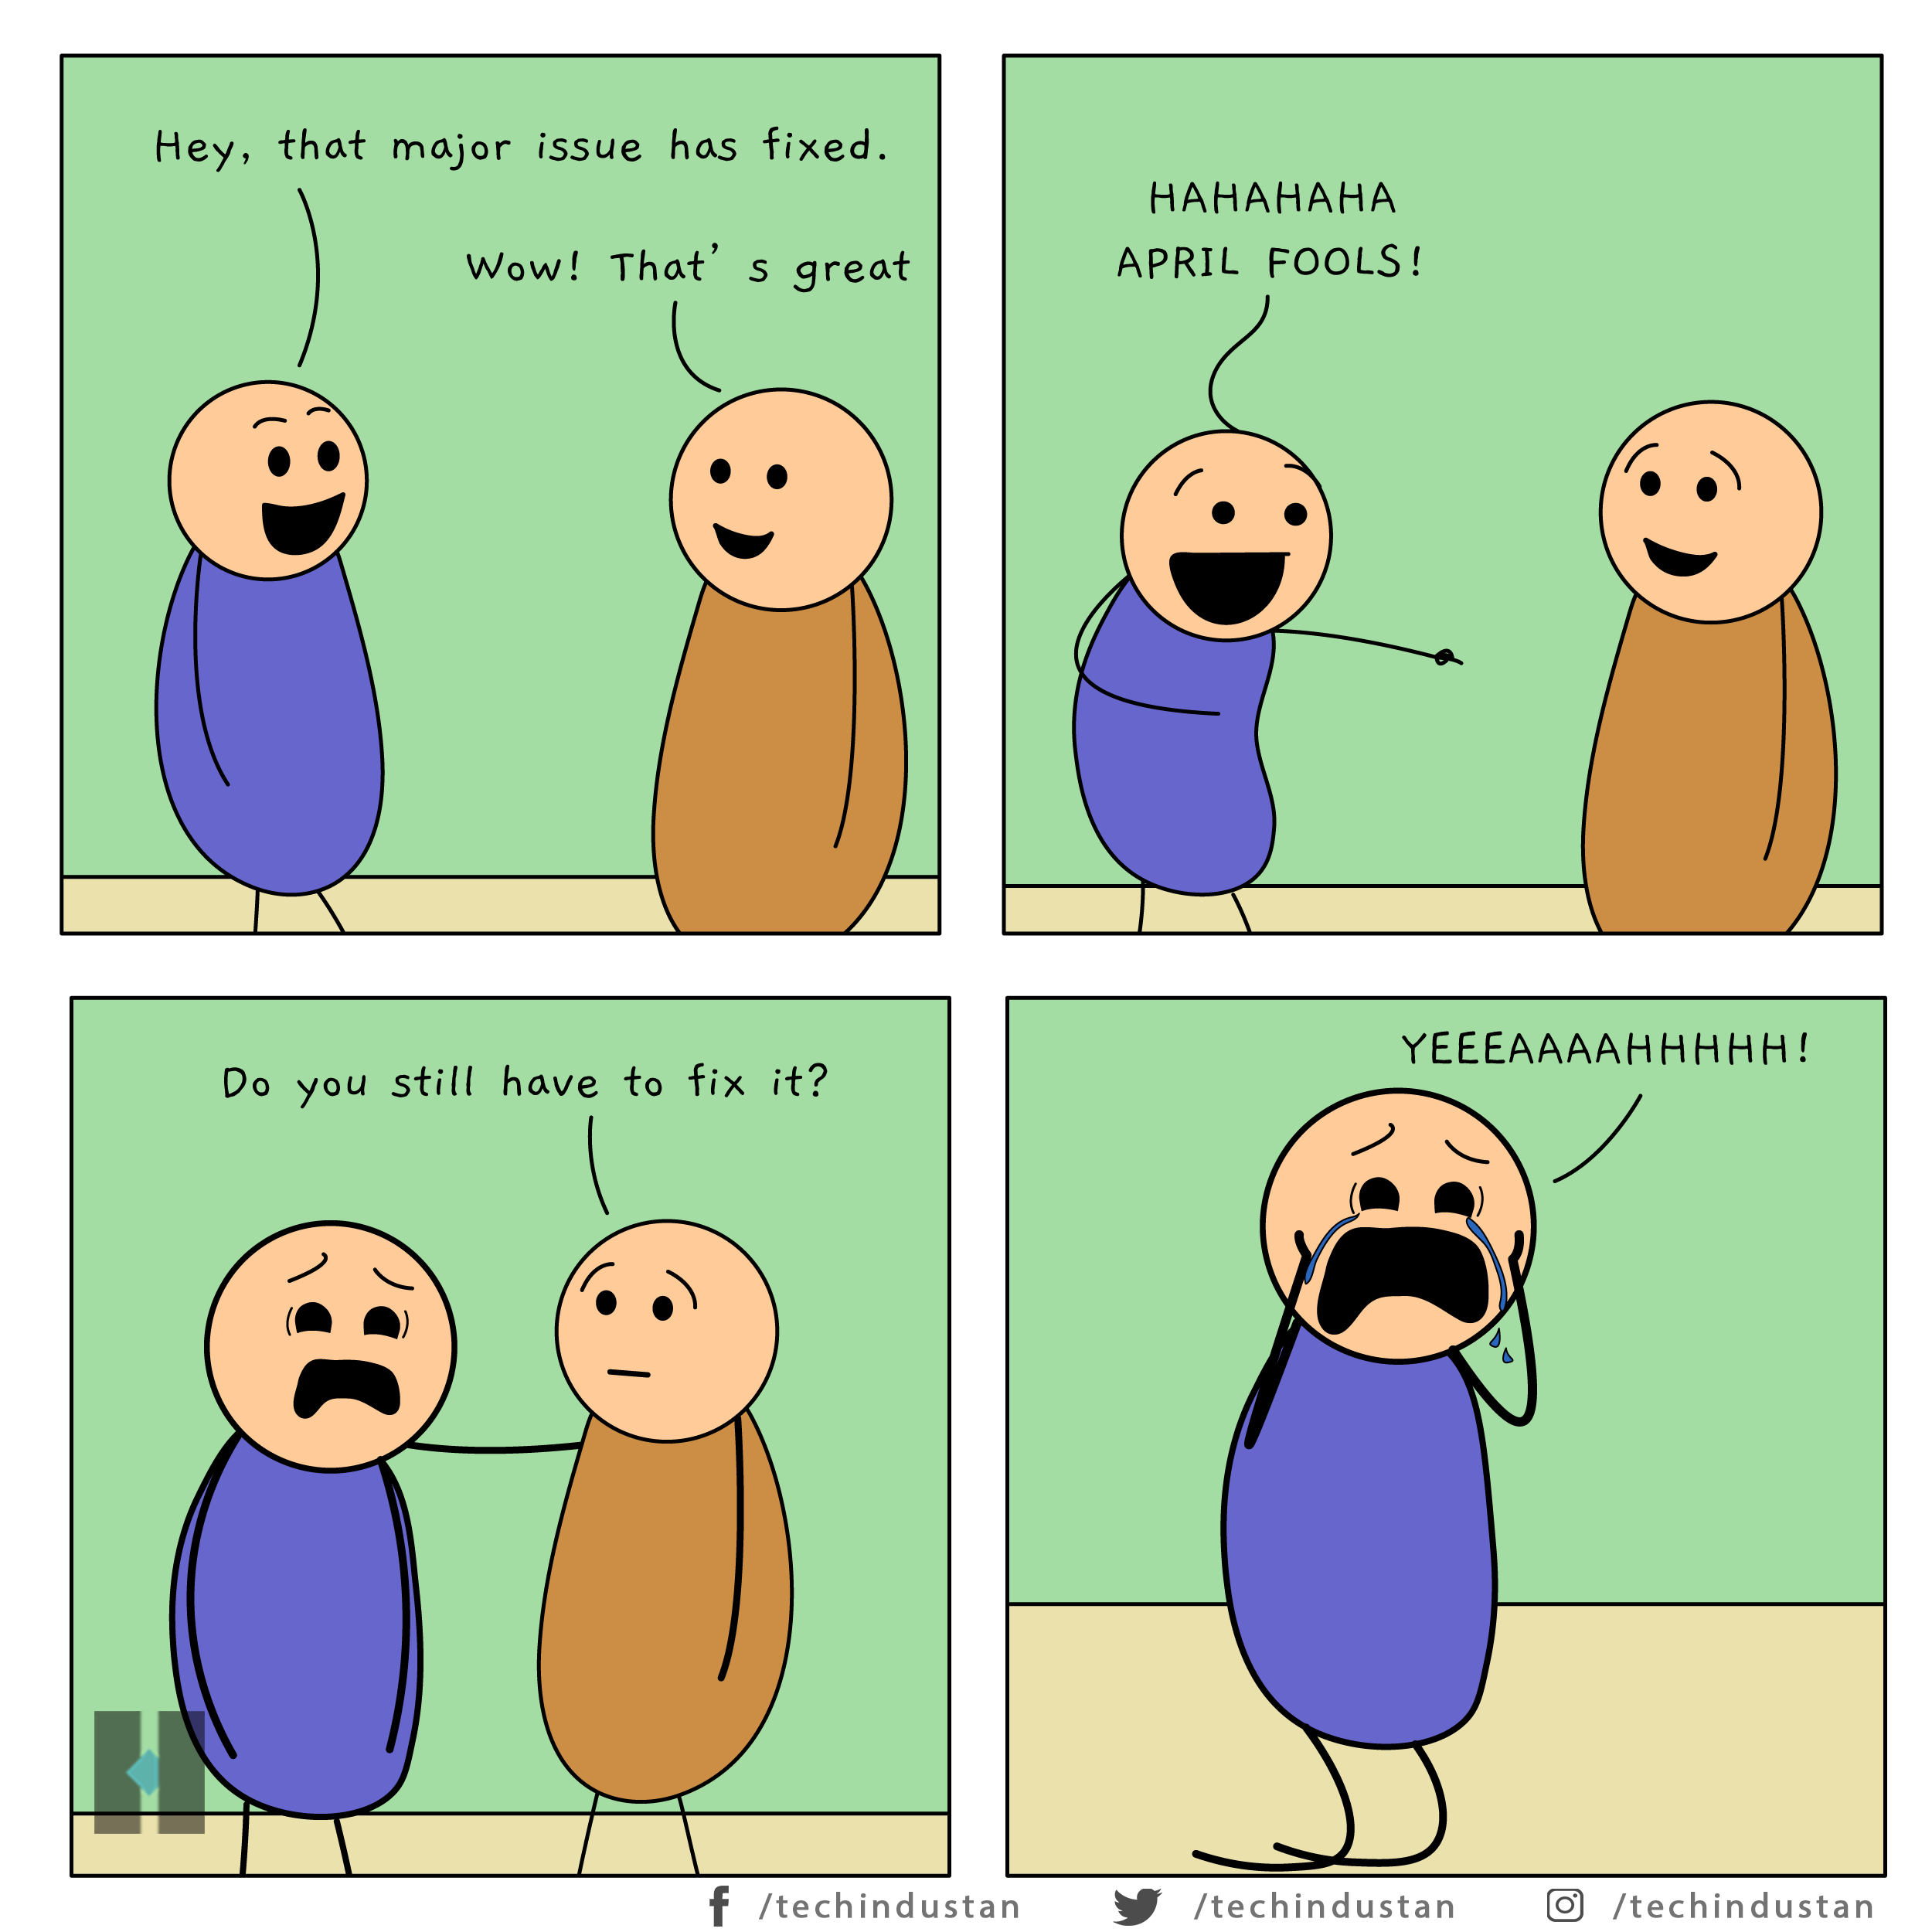 Hey, that major issue has fixed.
Wow! That's great
HAHAHAHA
APRIL FOOLS!
Do you still have to fix it?
YEEEAAAAHHHHH!
/techindustan
/techindustan
/techindustan